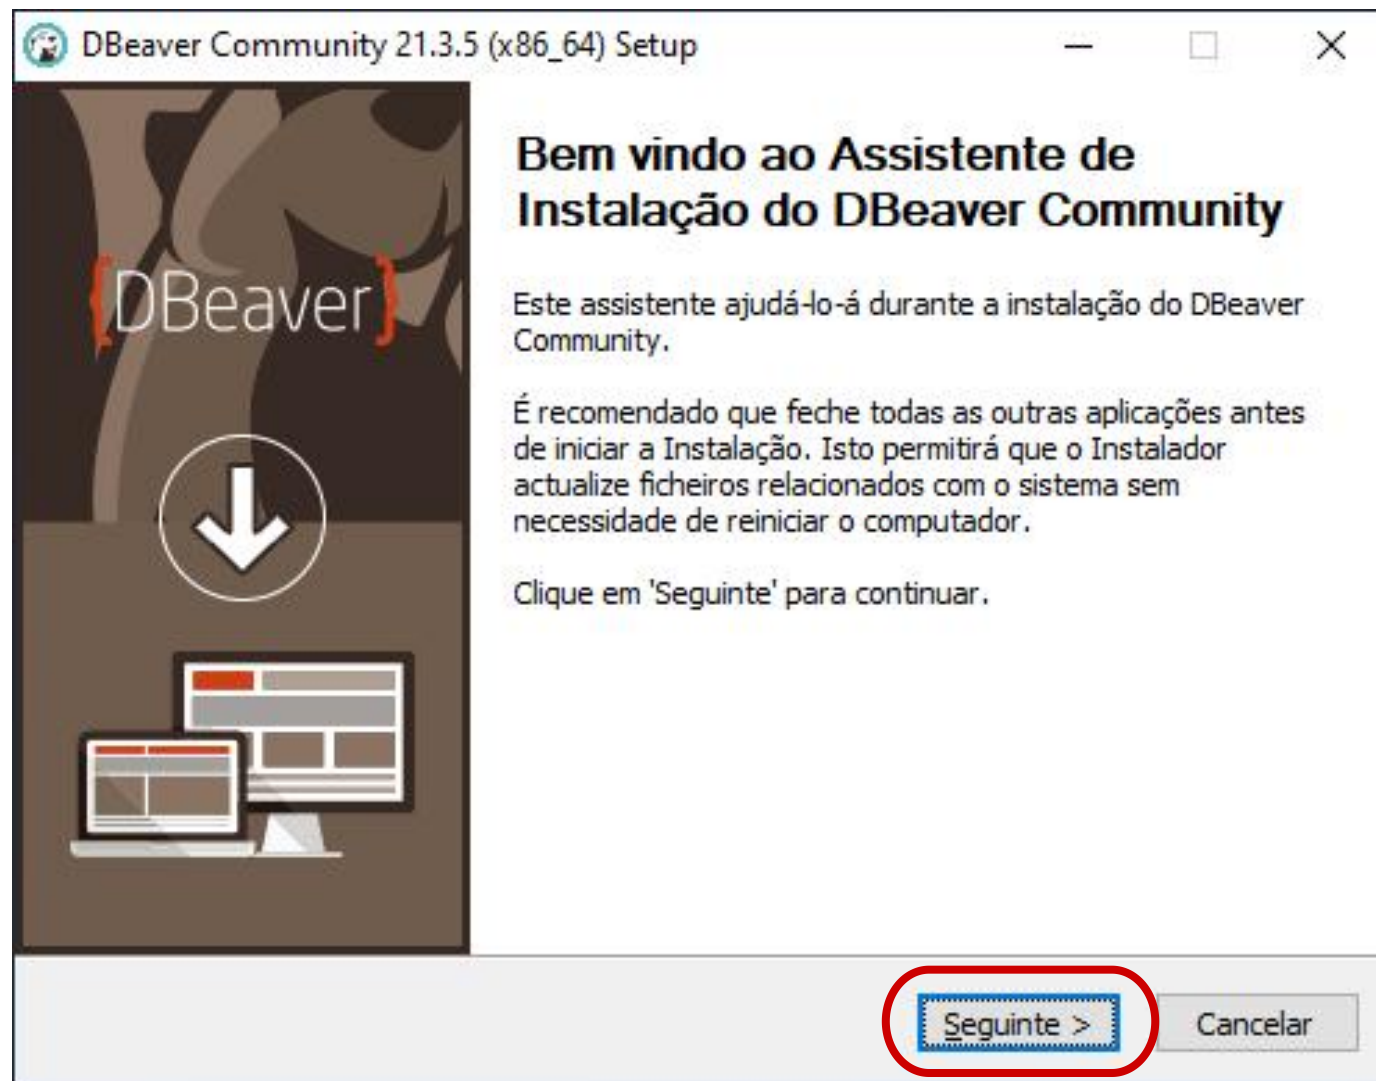 DBeaver Community 21.3.5 (x86_64) Setup
{DBeaver}
Bem vindo ao Assistente de
Instalação do DBeaver Community
Este assistente ajudá-lo-á durante a instalação do DBeaver
Community.
É recomendado que feche todas as outras aplicações antes
de iniciar a Instalação. Isto permitirá que o Instalador
actualize ficheiros relacionados com o sistema sem
necessidade de reiniciar o computador.
Clique em 'Seguinte' para continuar.
Seguinte >
Cancelar